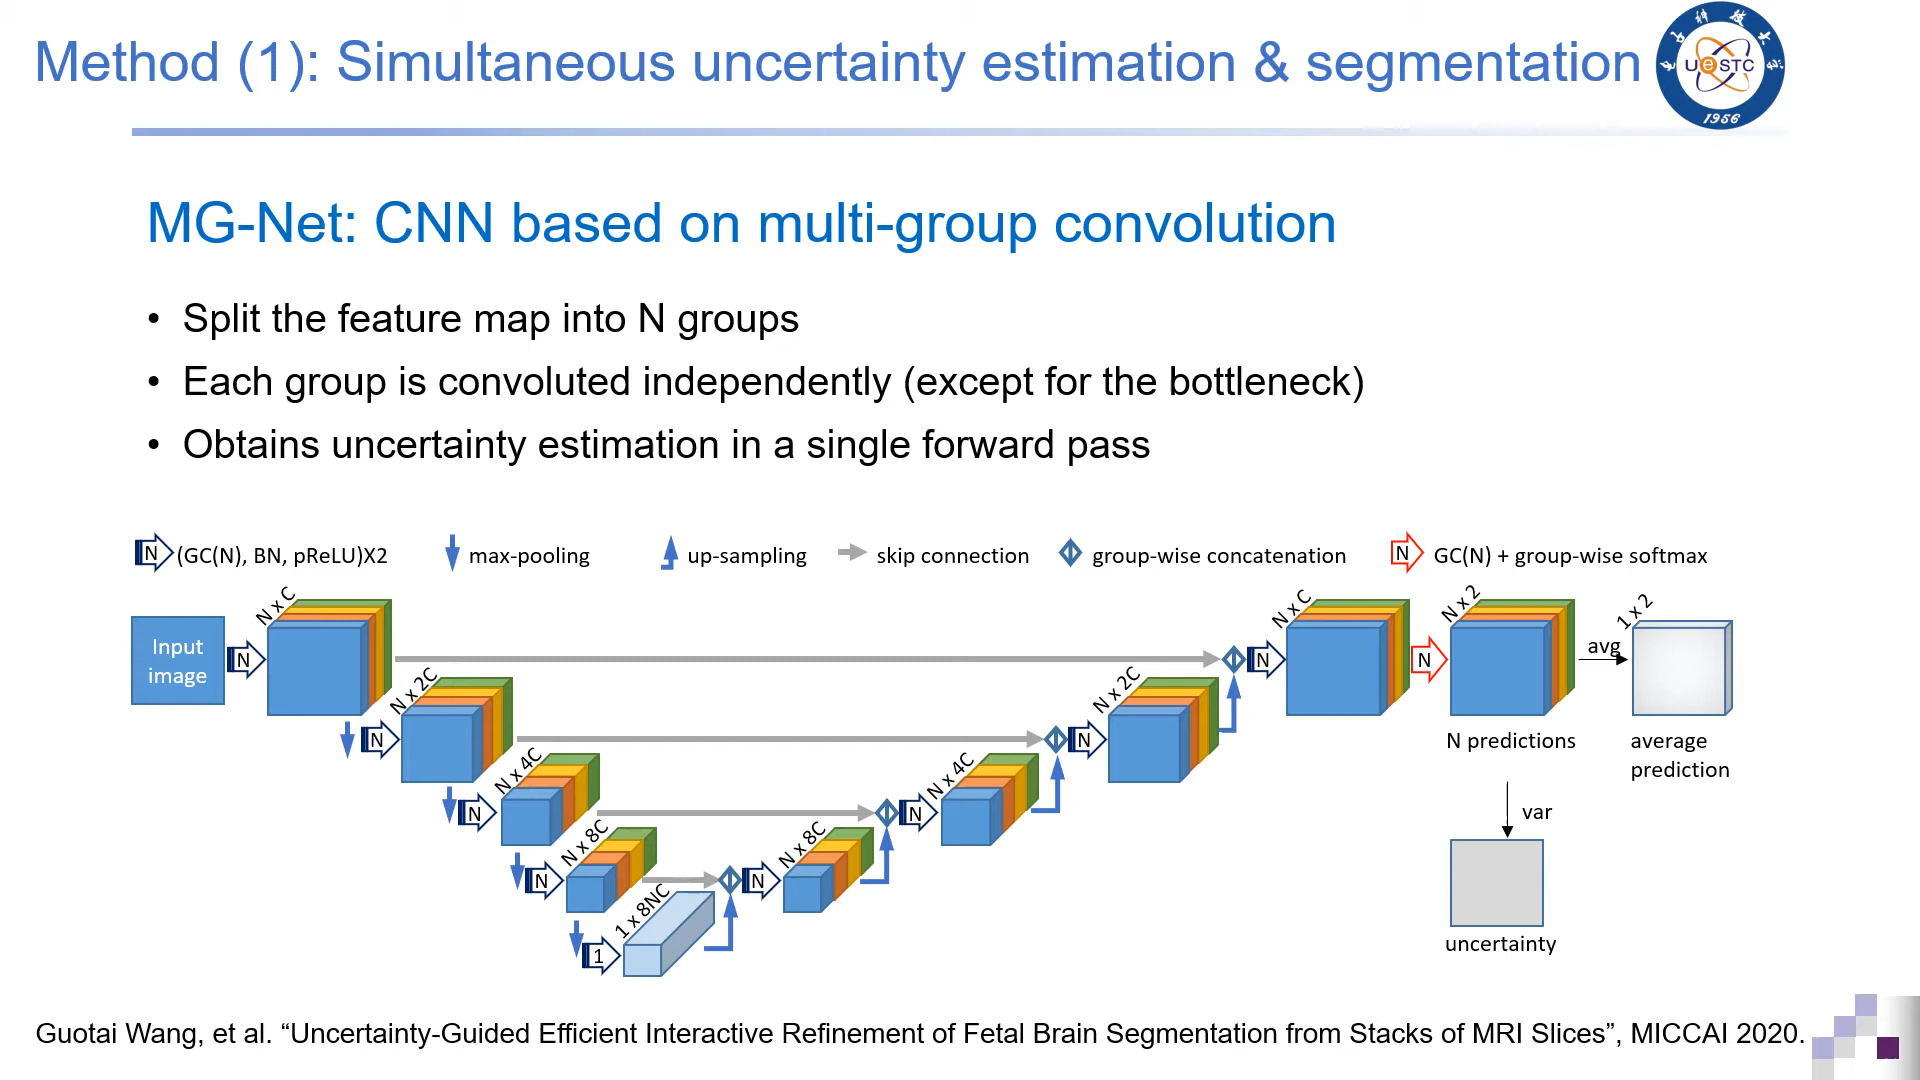 Method (1): Simultaneous uncertainty estimation & segmentation
UeSTC
1956
MG-Net: CNN based on multi-group convolution
• Split the feature map into N groups
• Each group is convoluted independently (except for the bottleneck)
• Obtains uncertainty estimation in a single forward pass
N (GC(N), BN, pReLU)X2
max-pooling
up-sampling
skip connection
group-wise concatenation
N GC(N) + group-wise softmax
Input
image
N
N x C
N
N x 2C
N
N x 4C
N
N x 8C
1
1 x 8NC
N
N x 8C
N
N x 4C
N
N x 2C
N
N x C
N
N x 2
avg
1 x 2
N predictions
average
prediction
var
uncertainty
Guotai Wang, et al. “Uncertainty-Guided Efficient Interactive Refinement of Fetal Brain Segmentation from Stacks of MRI Slices”, MICCAI 2020.